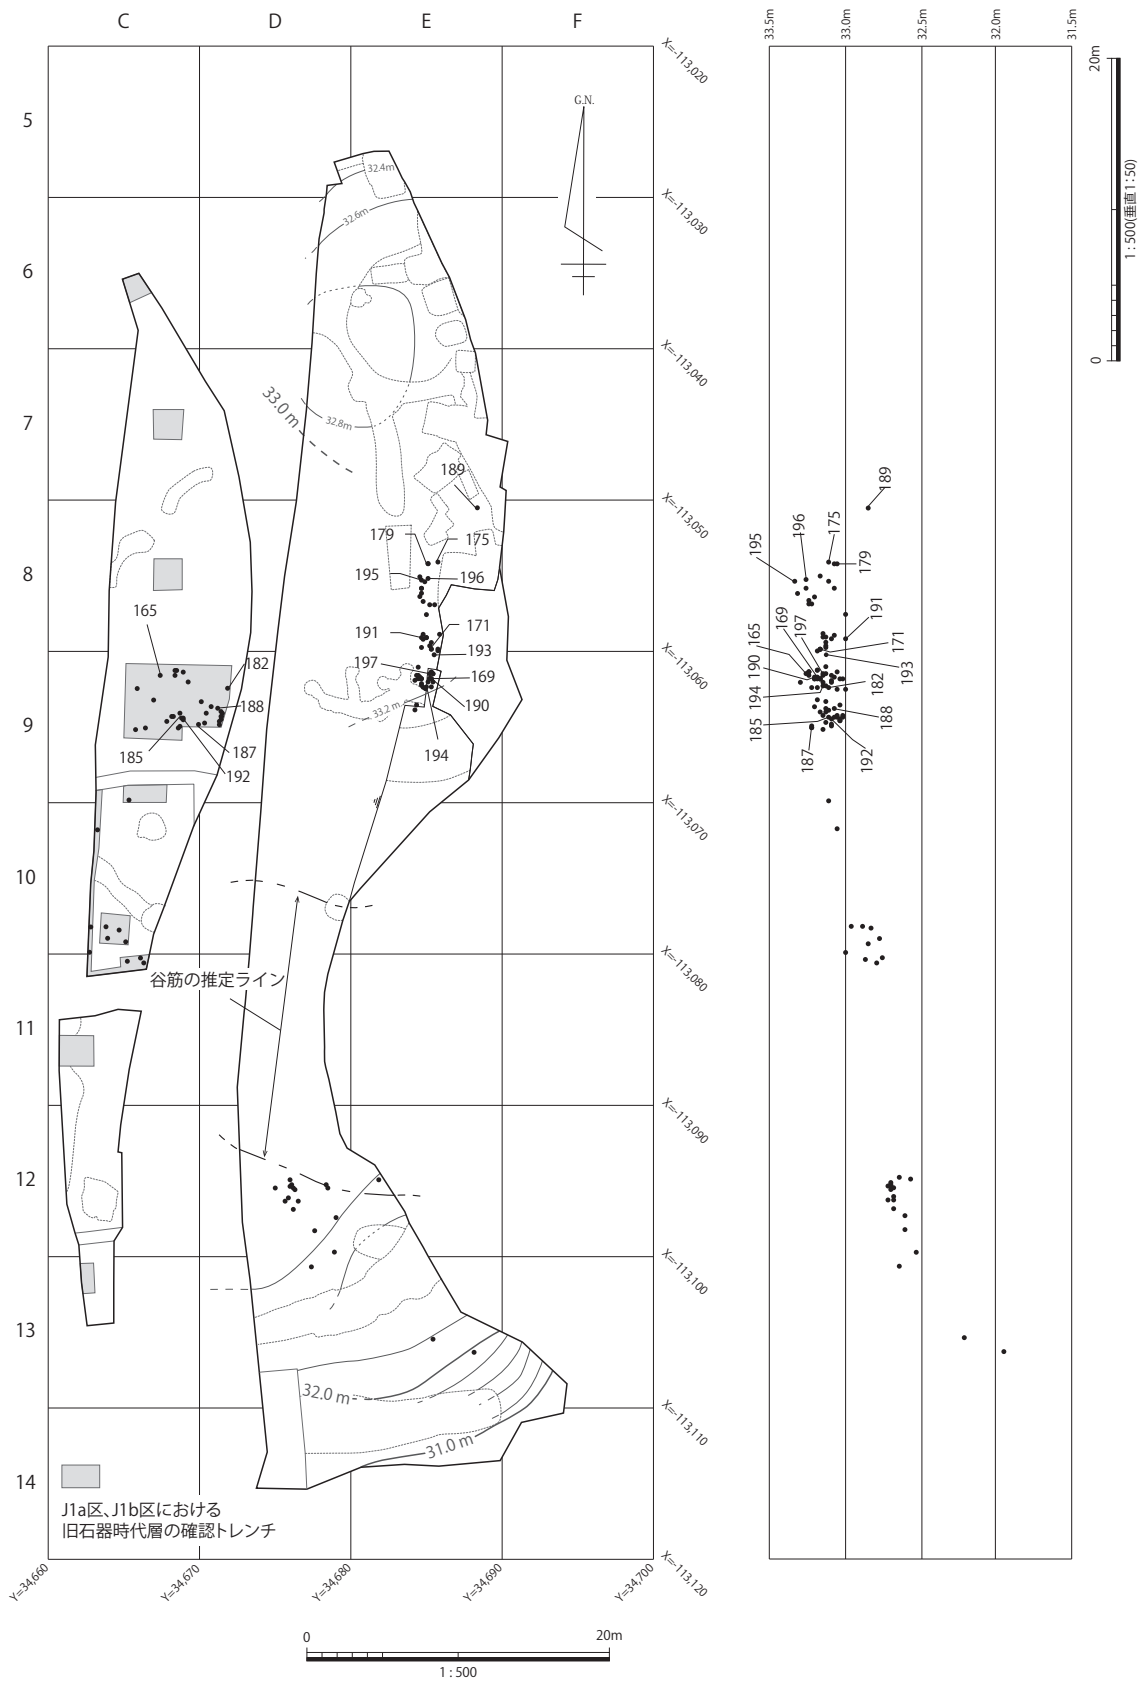 C
D
E
F
33.5m
33.0m
32.5m
32.0m
31.5m
5
6
7
8
9
10
11
12
13
14
G.N.
X=-113,020
X=-113,030
X=-113,040
X=-113,050
X=-113,060
X=-113,070
X=-113,080
X=-113,090
X=-113,100
X=-113,110
X=-113,120
Y=34,660
Y=34,670
Y=34,680
Y=34,690
Y=34,700
20m
0
1:500(垂直1:50)
32.4m
32.6m
33.0 m
32.8m
189
179
175
195
196
165
191
171
193
182
197
169
188
33.2 m
190
185
187
194
192
谷筋の推定ライン
32.0 m
31.0 m
J1a区、J1b区における
旧石器時代層の確認トレンチ
189
195
196
175
179
191
165
169
197
171
190
193
194
182
185
188
187
192
0
20m
1:500